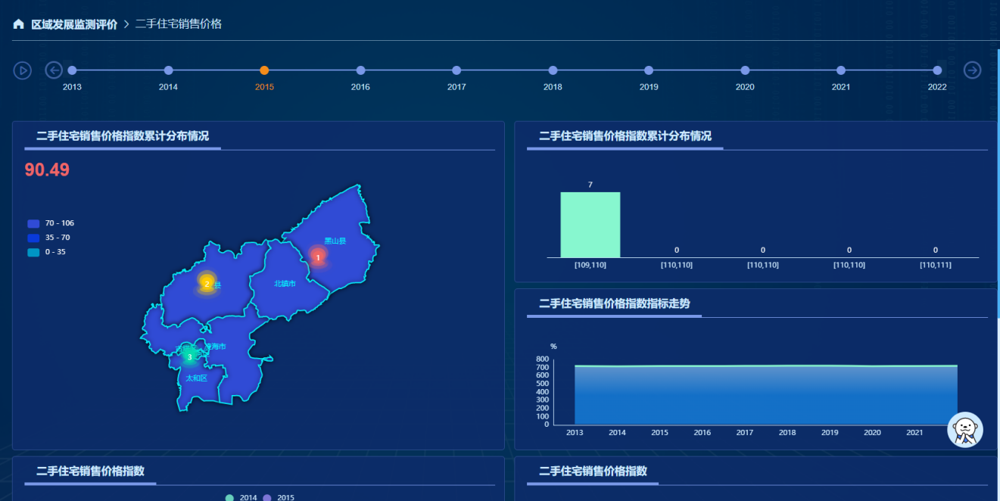 区域发展监测评价 > 二手住宅销售价格
2013 2014 2015 2016 2017 2018 2019 2020 2021 2022
二手住宅销售价格指数累计分布情况
90.49
70 - 106
35 - 70
0 - 35
黑山县
1
北镇市
2 县
凌海市
3
太和区
二手住宅销售价格指数累计分布情况
7
0 0 0 0
[109,110] [110,110] [110,110] [110,110] [110,111]
二手住宅销售价格指数指标走势
%
800
700
600
500
400
300
200
100
0
2013 2014 2015 2016 2017 2018 2019 2020 2021
二手住宅销售价格指数
2014 2015
二手住宅销售价格指数